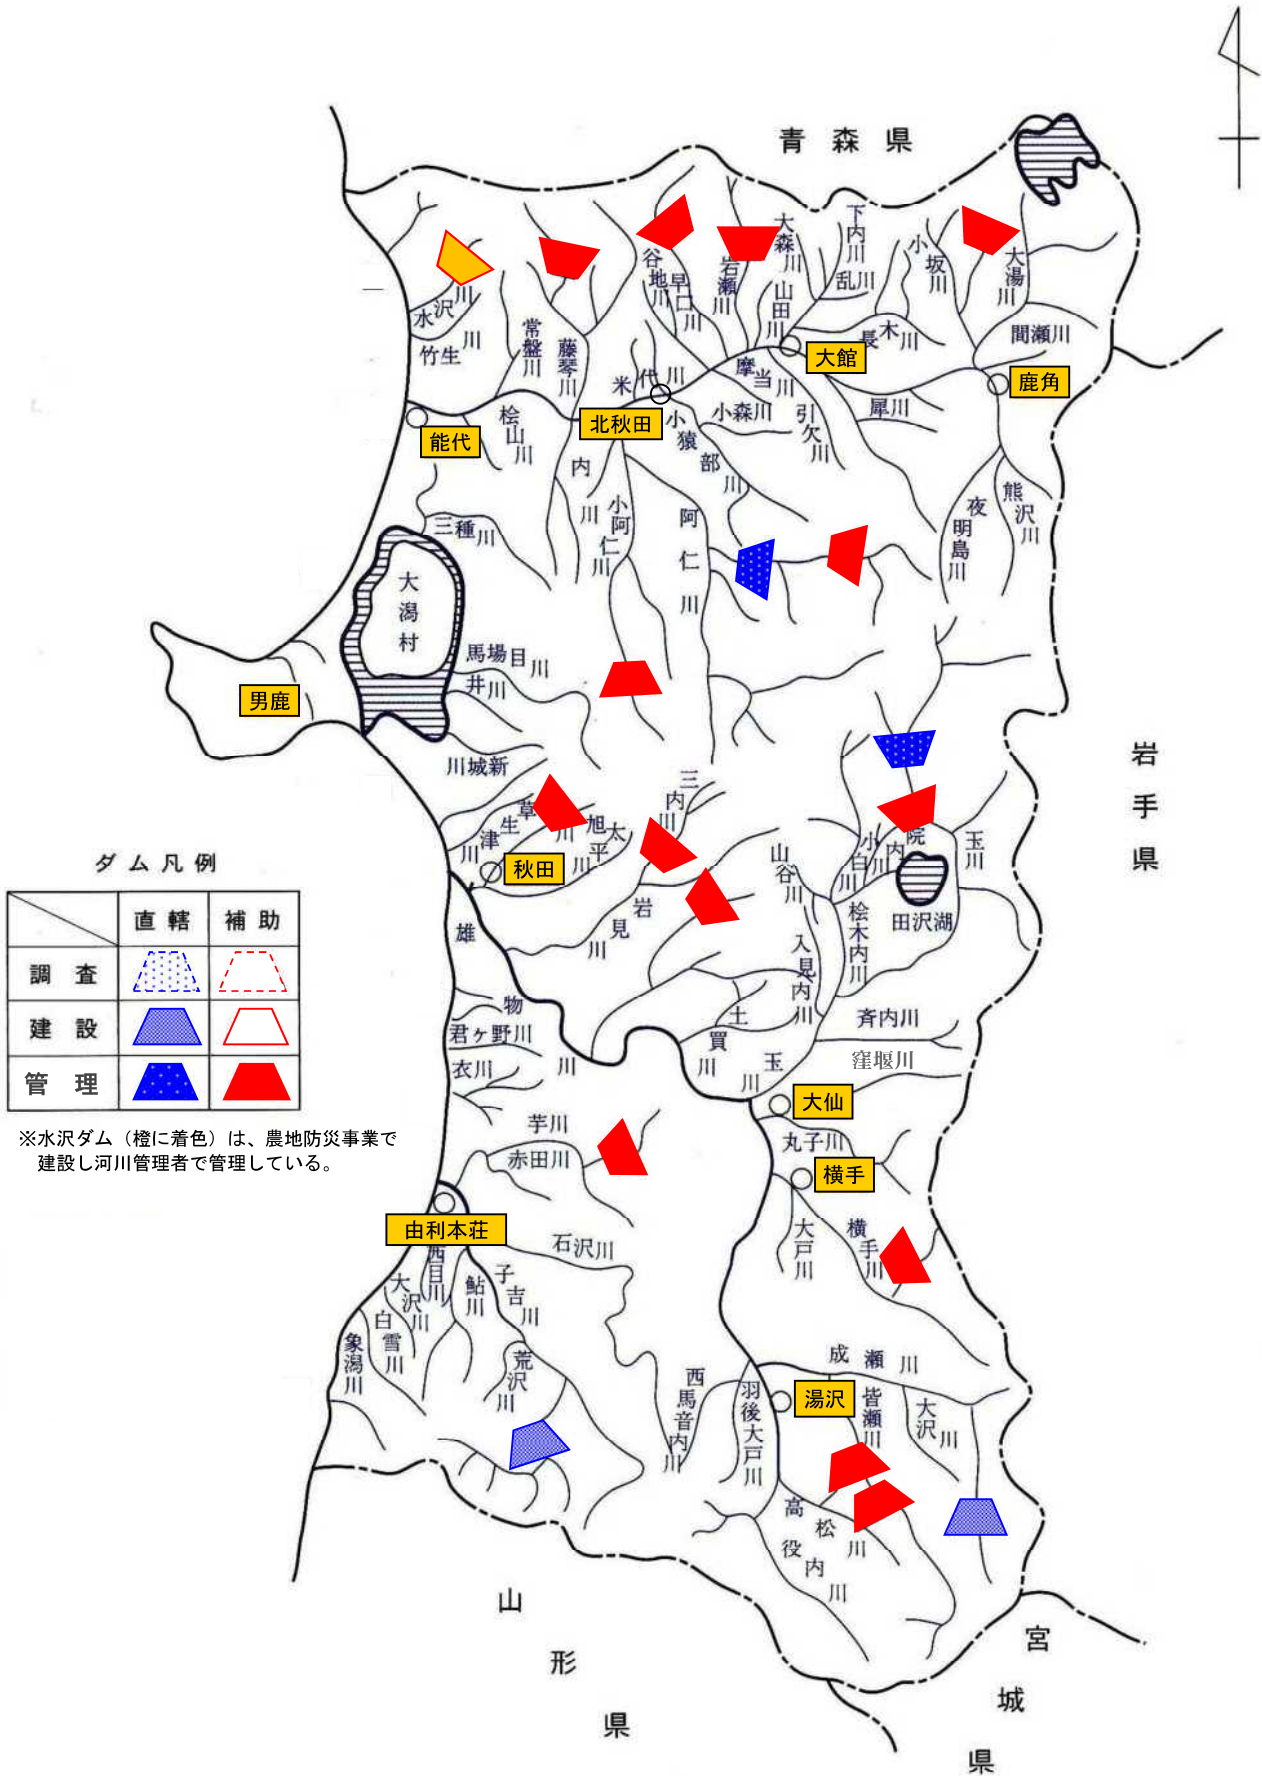 青森県
下内川
大森川
小坂川
大湯川
谷地川
早口川
岩瀬川
山田川
乱川
水沢川
竹生川
常盤川
藤琴川
長木川
間瀬川
大館
鹿角
米代川
摩当川
北秋田
能代
桧山川
小猿部川
小森川
引欠川
犀川
内川
小阿仁川
阿仁川
夜明島川
熊沢川
三種川
大潟村
馬場目川
井川
男鹿
岩手県
川城新
草生津川
旭川
太平川
三内川
秋田
岩見川
山谷川
小白川
院内川
玉川
田沢湖
桧木内川
入見内川
斉内川
窪堰川
土買川
玉川
雄物川
君ヶ野川
衣川
大仙
丸子川
横手
芋川
赤田川
由利本荘
石沢川
大戸川
横手川
西目川
大沢川
白雪川
象潟川
鮎川
子吉川
荒沢川
成瀬川
西馬音内川
羽後大戸川
湯沢
皆瀬川
大沢川
高松川
役内川
山形県
宮城県
ダム凡例
直轄 補助
調査
建設
管理
※水沢ダム（橙に着色）は、農地防災事業で
建設し河川管理者で管理している。